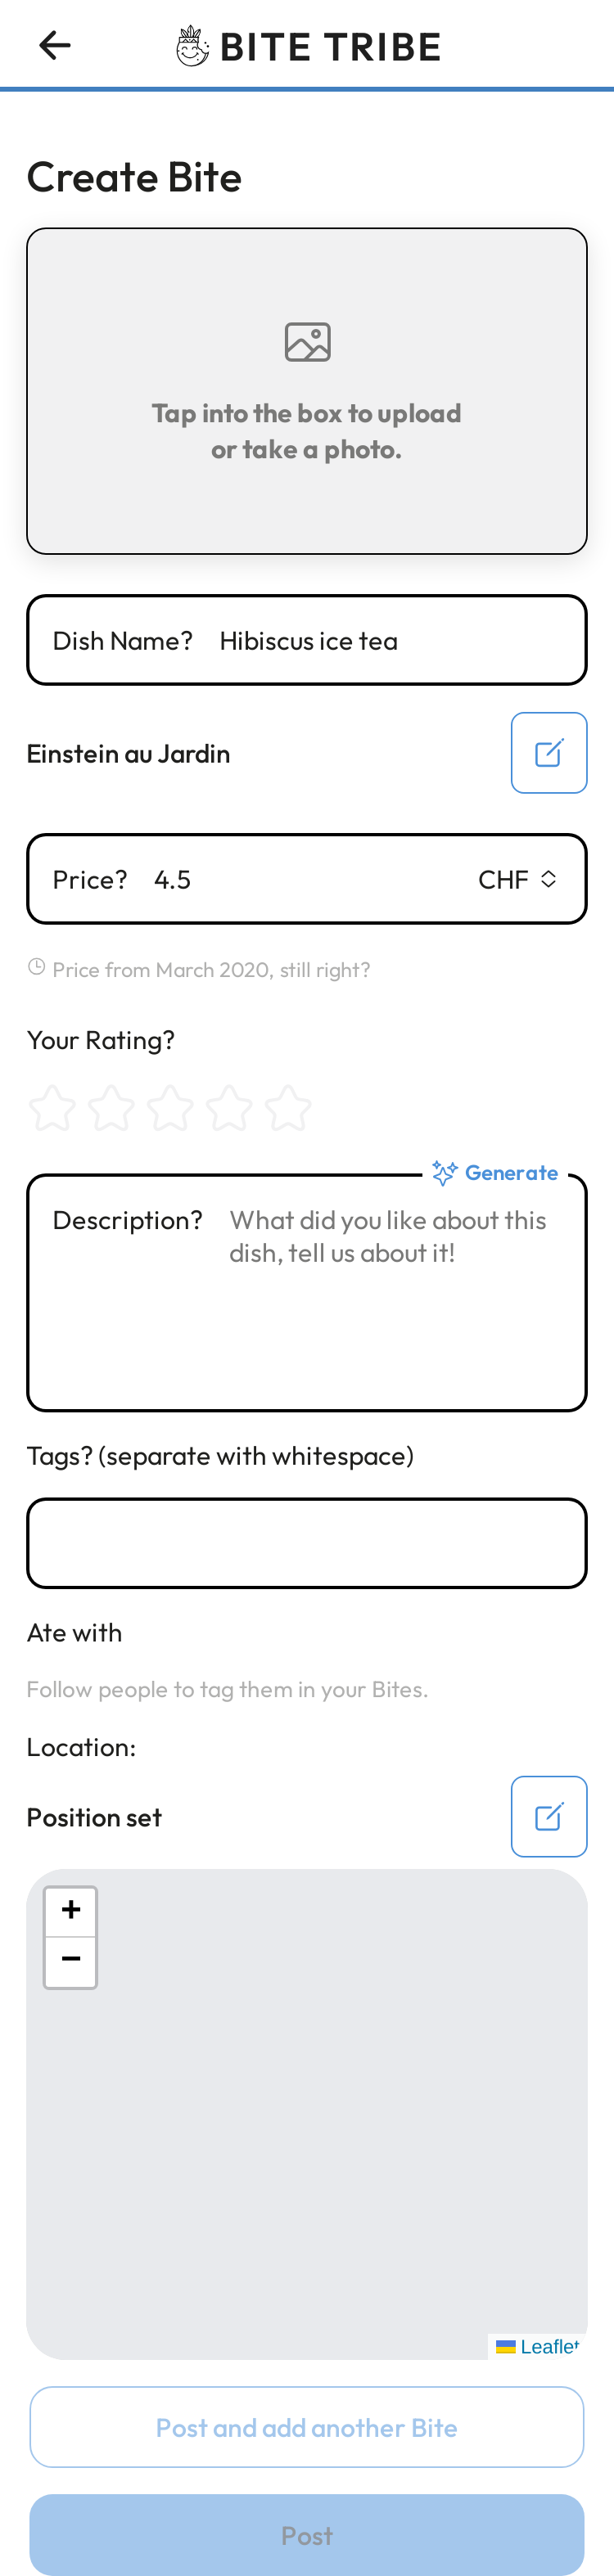 BITE TRIBE
Create Bite
Tap into the box to upload
or take a photo.
Dish Name? Hibiscus ice tea
Einstein au Jardin
Price? 4.5 CHF
Price from March 2020, still right?
Your Rating?
Generate
Description? What did you like about this
dish, tell us about it!
Tags? (separate with whitespace)
Ate with
Follow people to tag them in your Bites.
Location:
Position set
+
−
Leaflet
Post and add another Bite
Post